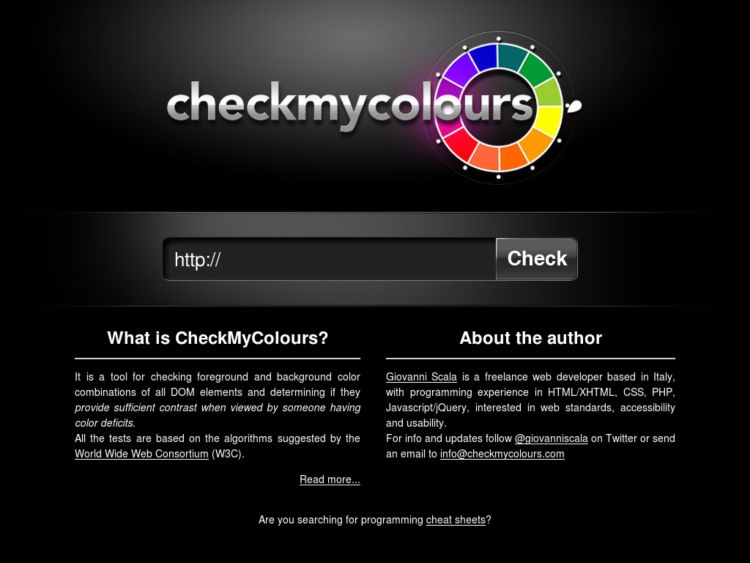 checkmycolours
http://
Check
What is CheckMyColours?
It is a tool for checking foreground and background color
combinations of all DOM elements and determining if they
provide sufficient contrast when viewed by someone having
color deficits.
All the tests are based on the algorithms suggested by the
World Wide Web Consortium (W3C).
Read more...
About the author
Giovanni Scala is a freelance web developer based in Italy,
with programming experience in HTML/XHTML, CSS, PHP,
Javascript/jQuery, interested in web standards, accessibility
and usability.
For info and updates follow @giovanniscala on Twitter or send
an email to info@checkmycolours.com
Are you searching for programming cheat sheets?